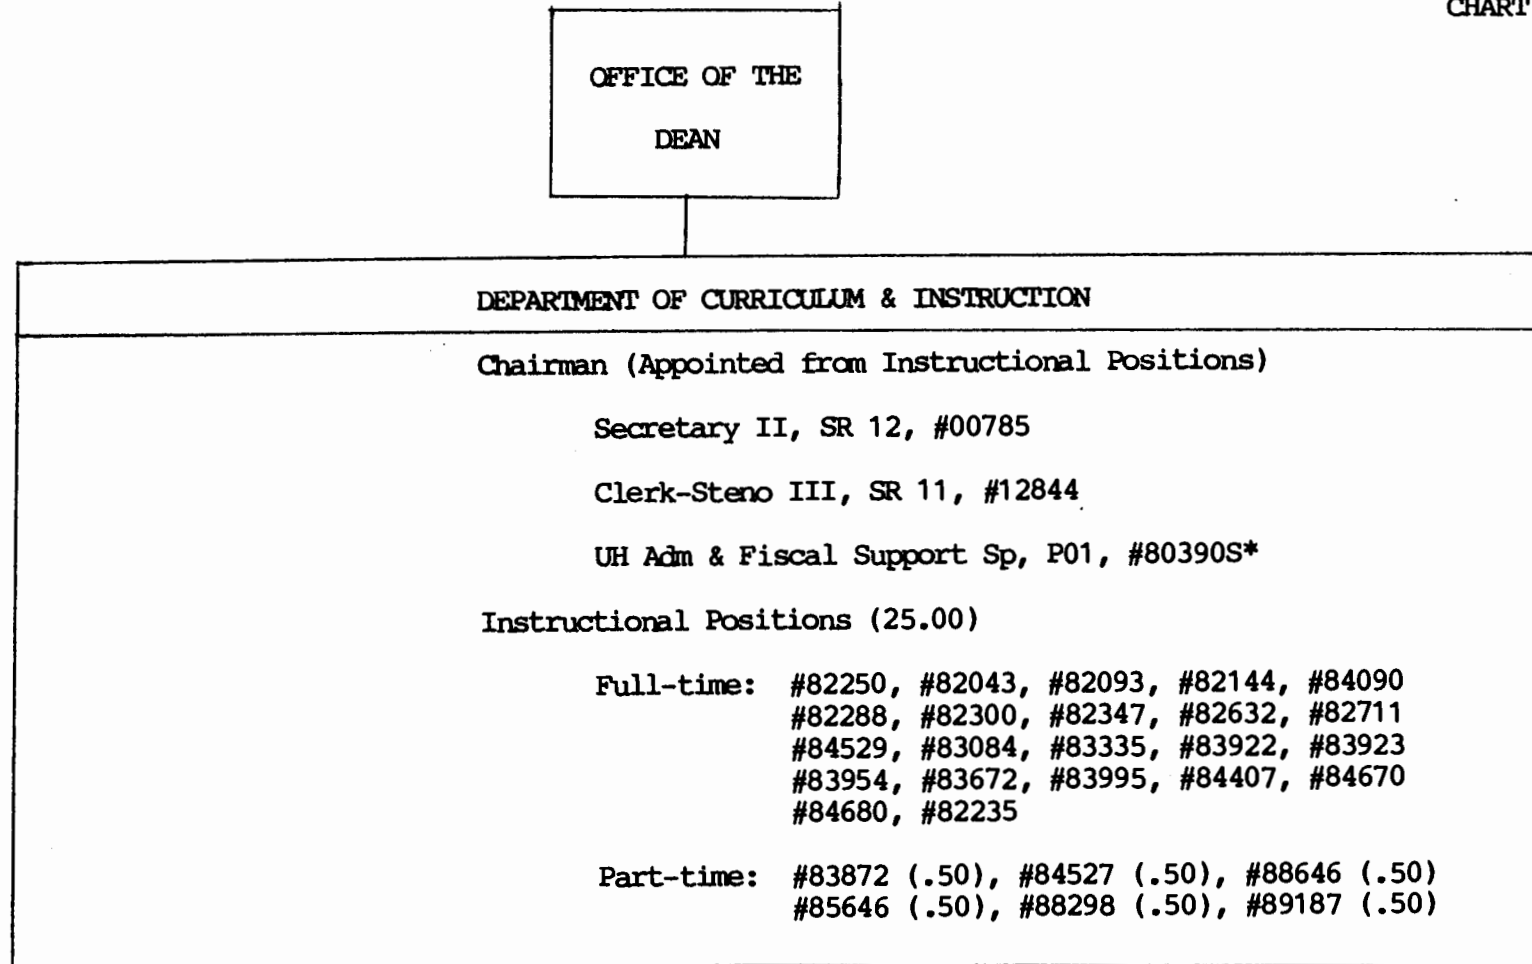 CHART
OFFICE OF THE
DEAN
DEPARTMENT OF CURRICULUM & INSTRUCTION
Chairman (Appointed from Instructional Positions)
Secretary II, SR 12, #00785
Clerk-Steno III, SR 11, #12844
UH Adm & Fiscal Support Sp, P01, #80390S*
Instructional Positions (25.00)
Full-time: #82250, #82043, #82093, #82144, #84090
#82288, #82300, #82347, #82632, #82711
#84529, #83084, #83335, #83922, #83923
#83954, #83672, #83995, #84407, #84670
#84680, #82235
Part-time: #83872 (.50), #84527 (.50), #88646 (.50)
#85646 (.50), #88298 (.50), #89187 (.50)